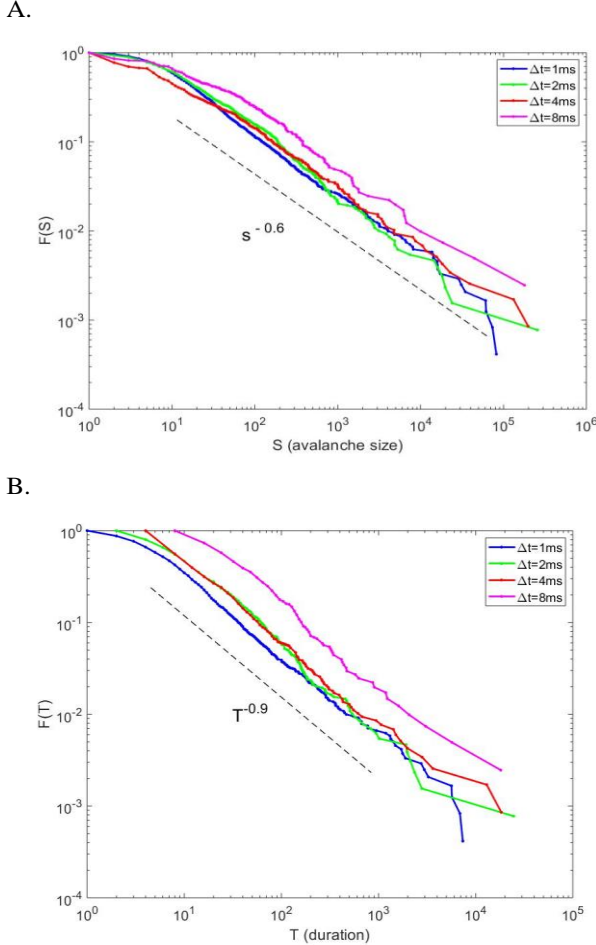 A.
10^0
10^-1
10^-2
10^-3
10^-4
F(S)
Δt=1ms
Δt=2ms
Δt=4ms
Δt=8ms
s^-0.6
10^0 10^1 10^2 10^3 10^4 10^5 10^6
S (avalanche size)
B.
10^0
10^-1
10^-2
10^-3
10^-4
F(T)
Δt=1ms
Δt=2ms
Δt=4ms
Δt=8ms
T^-0.9
10^0 10^1 10^2 10^3 10^4 10^5
T (duration)